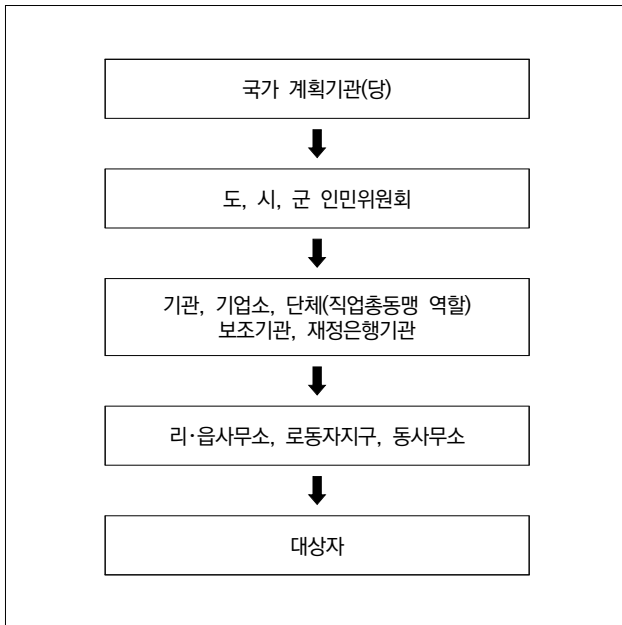 국가 계획기관(당)
도, 시, 군 인민위원회
기관, 기업소, 단체(직업총동맹 역할)
보조기관, 재정은행기관
리·읍사무소, 로동자지구, 동사무소
대상자